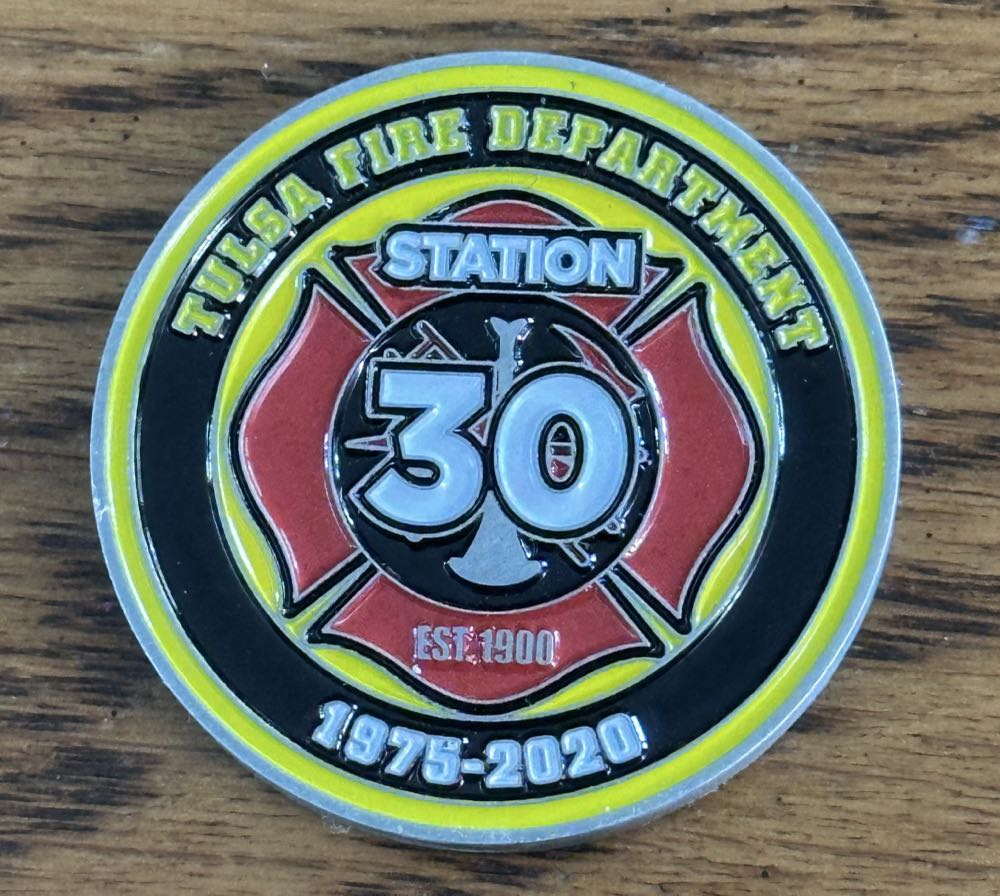 TULSA FIRE DEPARTMENT
STATION
30
EST. 1900
1975-2020